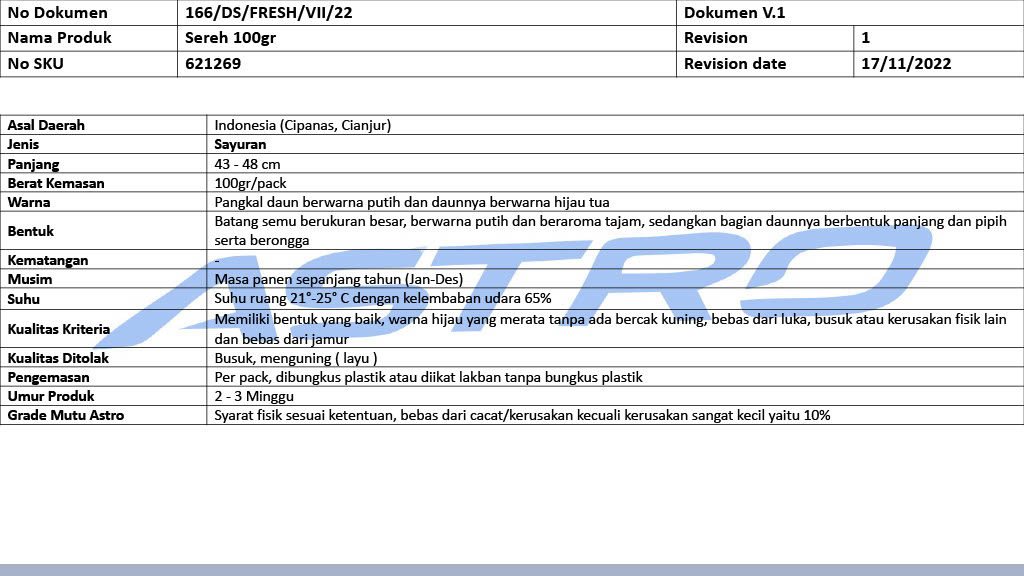 No Dokumen 166/DS/FRESH/VII/22 Dokumen V.1
Nama Produk Sereh 100gr Revision 1
No SKU 621269 Revision date 17/11/2022
Asal Daerah Indonesia (Cipanas, Cianjur)
Jenis Sayuran
Panjang 43 - 48 cm
Berat Kemasan 100gr/pack
Warna Pangkal daun berwarna putih dan daunnya berwarna hijau tua
Bentuk Batang semu berukuran besar, berwarna putih dan beraroma tajam, sedangkan bagian daunnya berbentuk panjang dan pipih
serta berongga
Kematangan -
Musim Masa panen sepanjang tahun (Jan-Des)
Suhu Suhu ruang 21°-25° C dengan kelembaban udara 65%
Kualitas Kriteria Memiliki bentuk yang baik, warna hijau yang merata tanpa ada bercak kuning, bebas dari luka, busuk atau kerusakan fisik lain
dan bebas dari jamur
Kualitas Ditolak Busuk, menguning ( layu )
Pengemasan Per pack, dibungkus plastik atau diikat lakban tanpa bungkus plastik
Umur Produk 2 - 3 Minggu
Grade Mutu Astro Syarat fisik sesuai ketentuan, bebas dari cacat/kerusakan kecuali kerusakan sangat kecil yaitu 10%
ASTRO